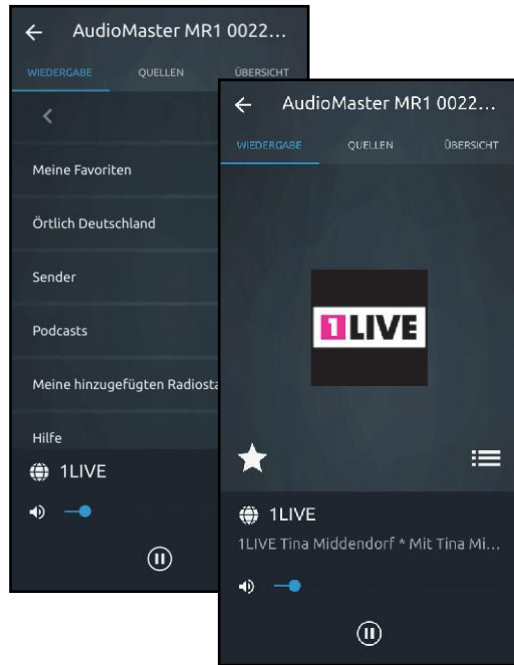 AudioMaster MR1 0022...
WIEDERGABE QUELLEN ÜBERSICHT
Meine Favoriten
Örtlich Deutschland
Sender
Podcasts
Meine hinzugefügten Radiosta
Hilfe
1LIVE
AudioMaster MR1 0022...
WIEDERGABE QUELLEN ÜBERSICHT
1LIVE
1LIVE
1LIVE Tina Middendorf * Mit Tina Mi...